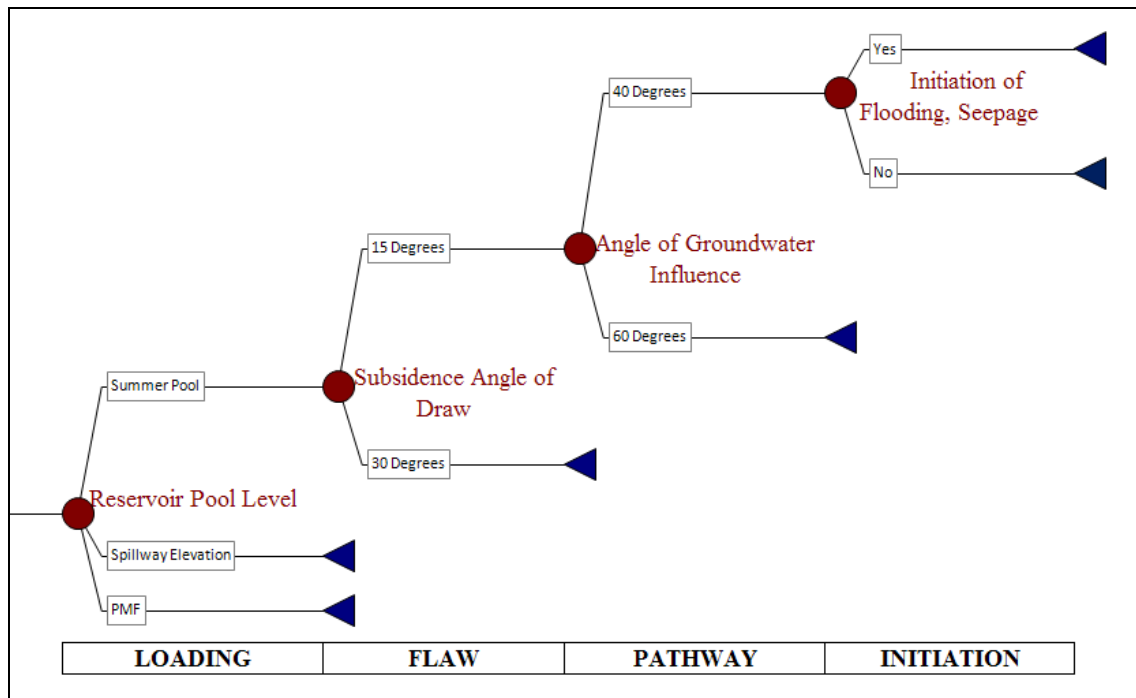 Yes
Initiation of
Flooding, Seepage
40 Degrees
No
15 Degrees
Angle of Groundwater
Influence
60 Degrees
Summer Pool
Subsidence Angle of
Draw
30 Degrees
Reservoir Pool Level
Spillway Elevation
PMF
LOADING FLAW PATHWAY INITIATION